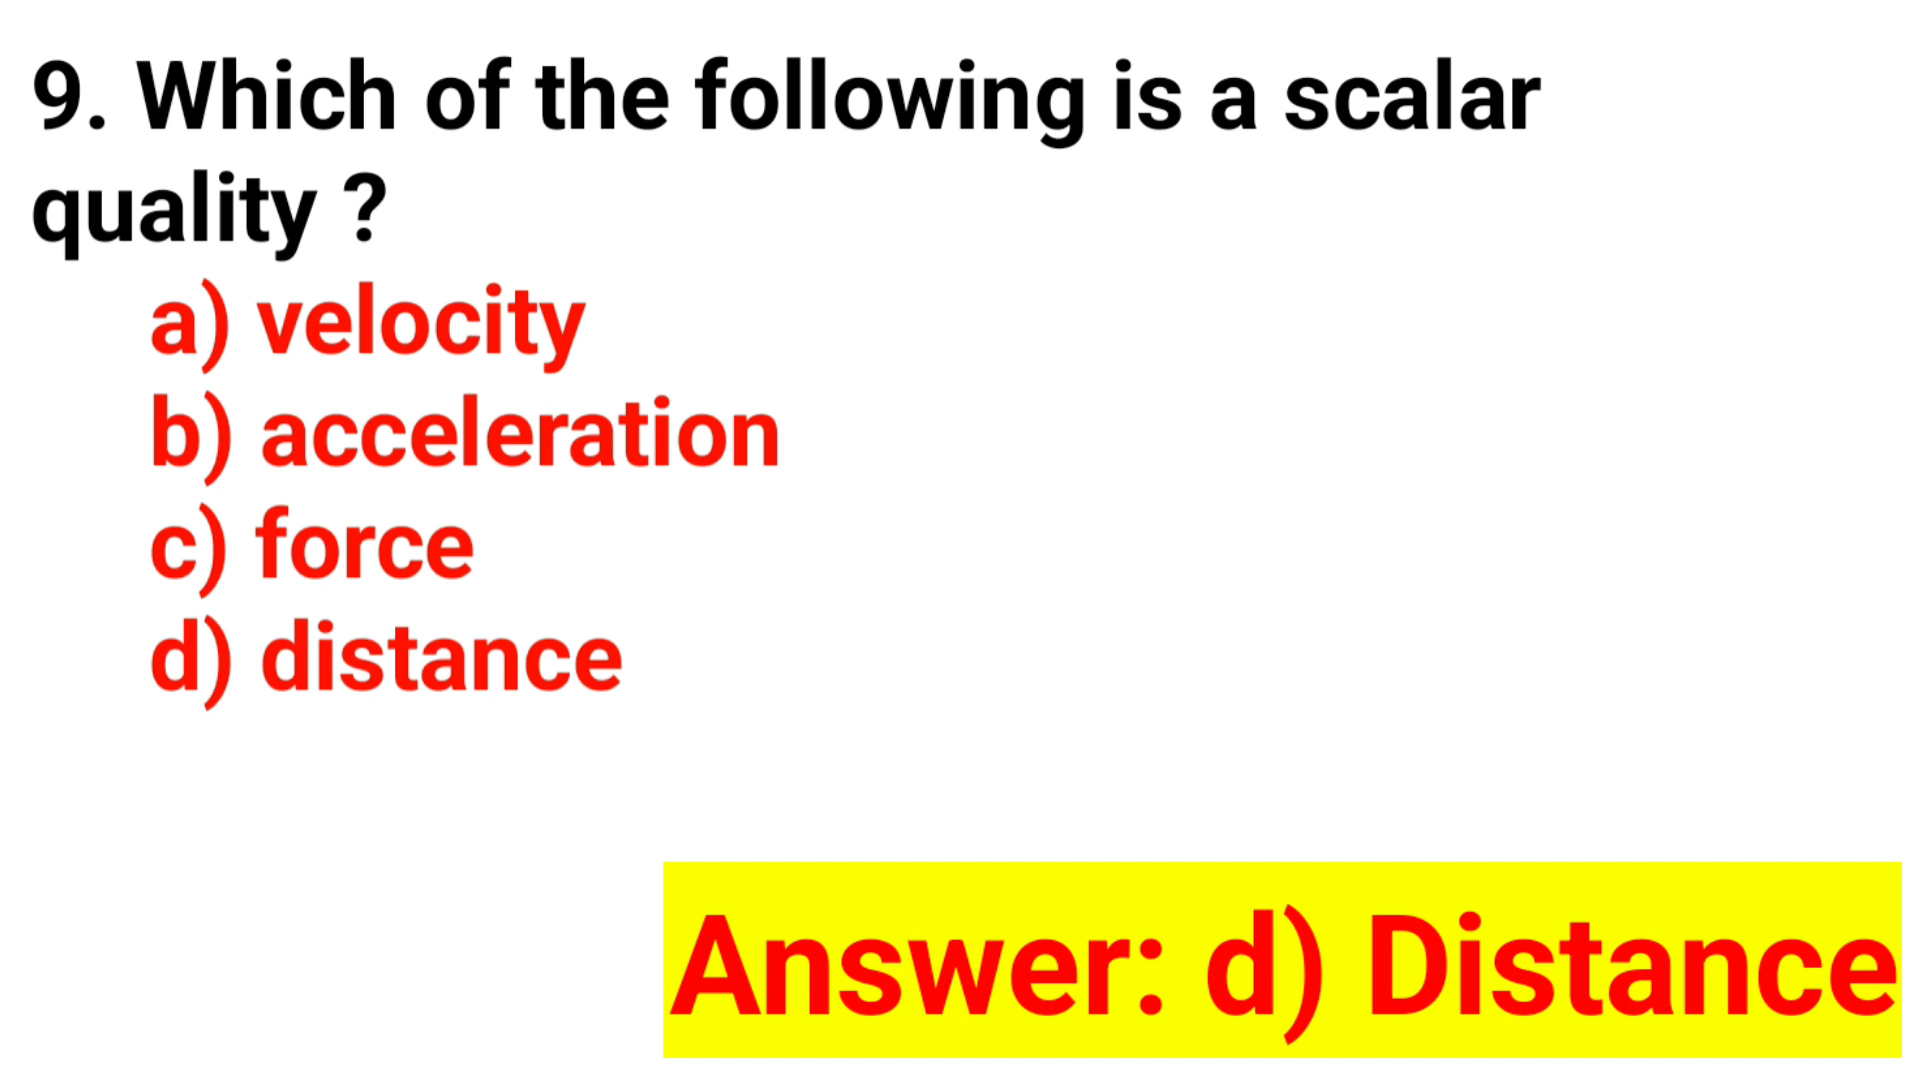 9. Which of the following is a scalar
quality ?
a) velocity
b) acceleration
c) force
d) distance
Answer: d) Distance